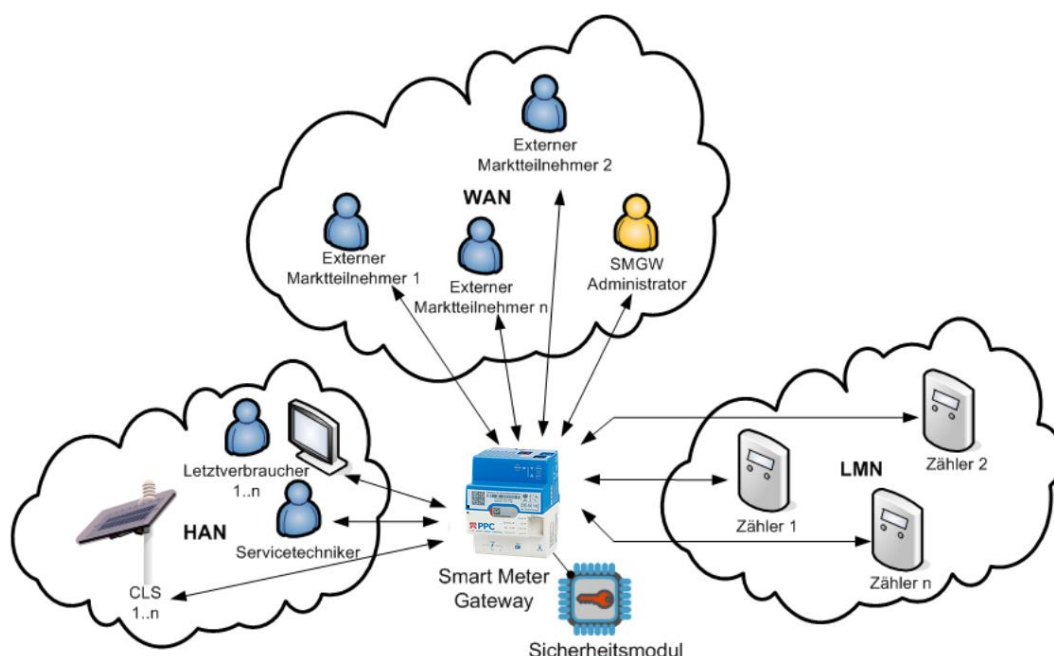 Externer
Marktteilnehmer 2
WAN
Externer
Marktteilnehmer 1
Externer
Marktteilnehmer n
SMGW
Administrator
Letztverbraucher
1..n
HAN
Servicetechniker
CLS
1..n
PPC
Smart Meter
Gateway
Sicherheitsmodul
LMN
Zähler 2
Zähler 1
Zähler n